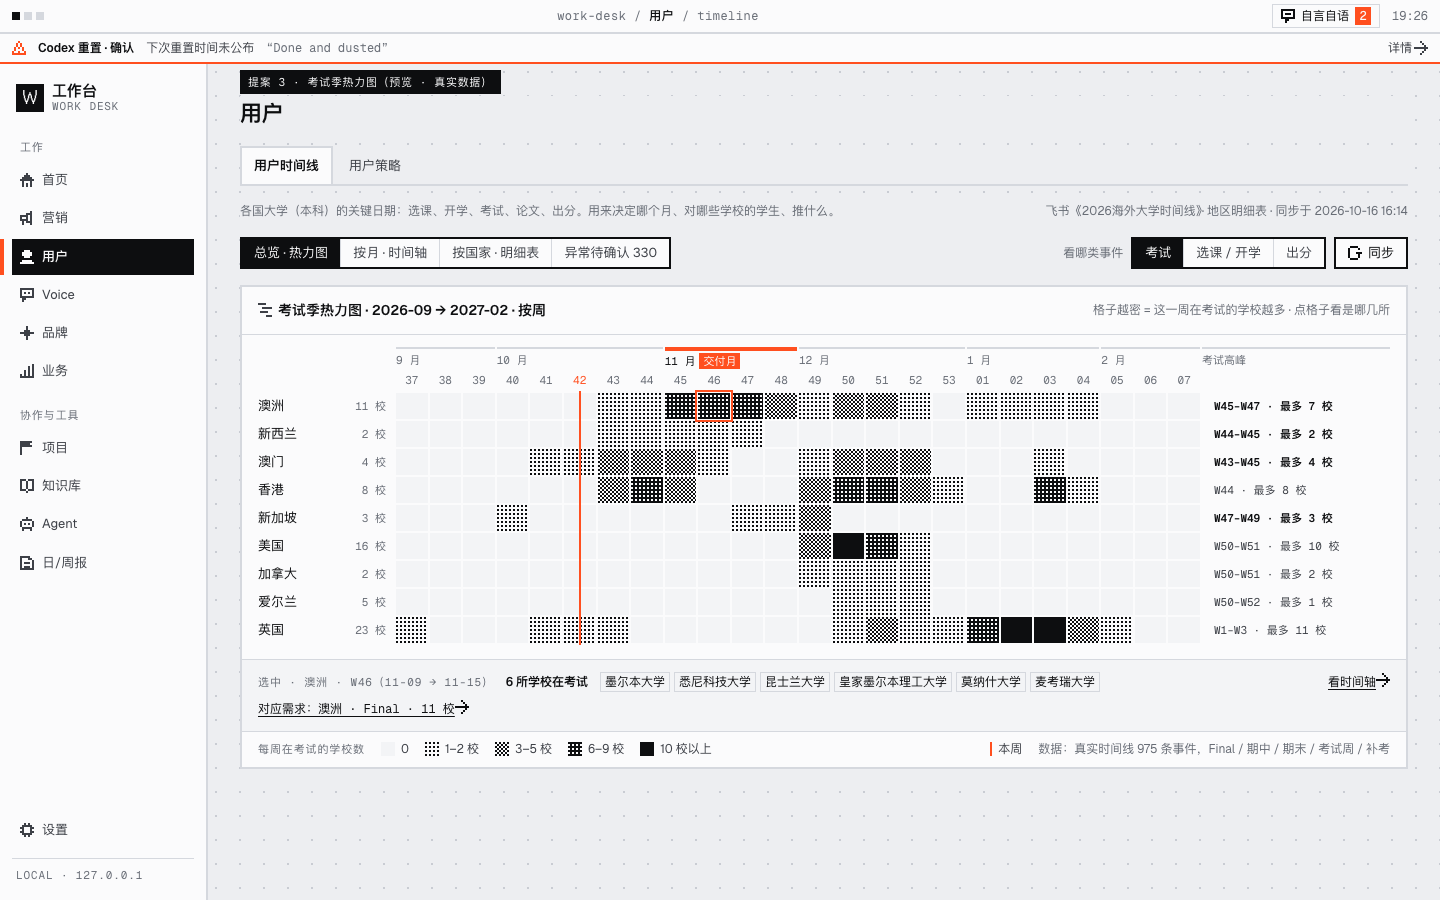 work-desk / 用户 / timeline
自言自语 2
19:26
Codex 重置 · 确认 下次重置时间未公布 “Done and dusted”
详情
W 工作台
WORK DESK
工作
首页
营销
用户
Voice
品牌
业务
协作与工具
项目
知识库
Agent
日/周报
设置
LOCAL · 127.0.0.1
提案 3 · 考试季热力图（预览 · 真实数据）
用户
用户时间线 用户策略
各国大学（本科）的关键日期：选课、开学、考试、论文、出分。用来决定哪个月、对哪些学校的学生、推什么。
飞书《2026海外大学时间线》· 地区明细表 · 同步于 2026-10-16 16:14
总览 · 热力图 按月 · 时间轴 按国家 · 明细表 异常待确认 330
看哪类事件 考试 选课 / 开学 出分 同步
考试季热力图 · 2026-09 → 2027-02 · 按周
格子越密 = 这一周在考试的学校越多 · 点格子看是哪几所
9 月 10 月 11 月 交付月 12 月 1 月 2 月 考试高峰
37 38 39 40 41 42 43 44 45 46 47 48 49 50 51 52 53 01 02 03 04 05 06 07
澳洲 11 校 W45–W47 · 最多 7 校
新西兰 2 校 W44–W45 · 最多 2 校
澳门 4 校 W43–W45 · 最多 4 校
香港 8 校 W44 · 最多 8 校
新加坡 3 校 W47–W49 · 最多 3 校
美国 16 校 W50–W51 · 最多 10 校
加拿大 2 校 W50–W51 · 最多 2 校
爱尔兰 5 校 W50–W52 · 最多 1 校
英国 23 校 W1–W3 · 最多 11 校
选中 · 澳洲 · W46（11-09 → 11-15） 6 所学校在考试 墨尔本大学 悉尼科技大学 昆士兰大学 皇家墨尔本理工大学 莫纳什大学 麦考瑞大学 看时间轴
对应需求：澳洲 · Final · 11 校
每周在考试的学校数 0 1–2 校 3–5 校 6–9 校 10 校以上
本周 数据：真实时间线 975 条事件，Final / 期中 / 期末 / 考试周 / 补考